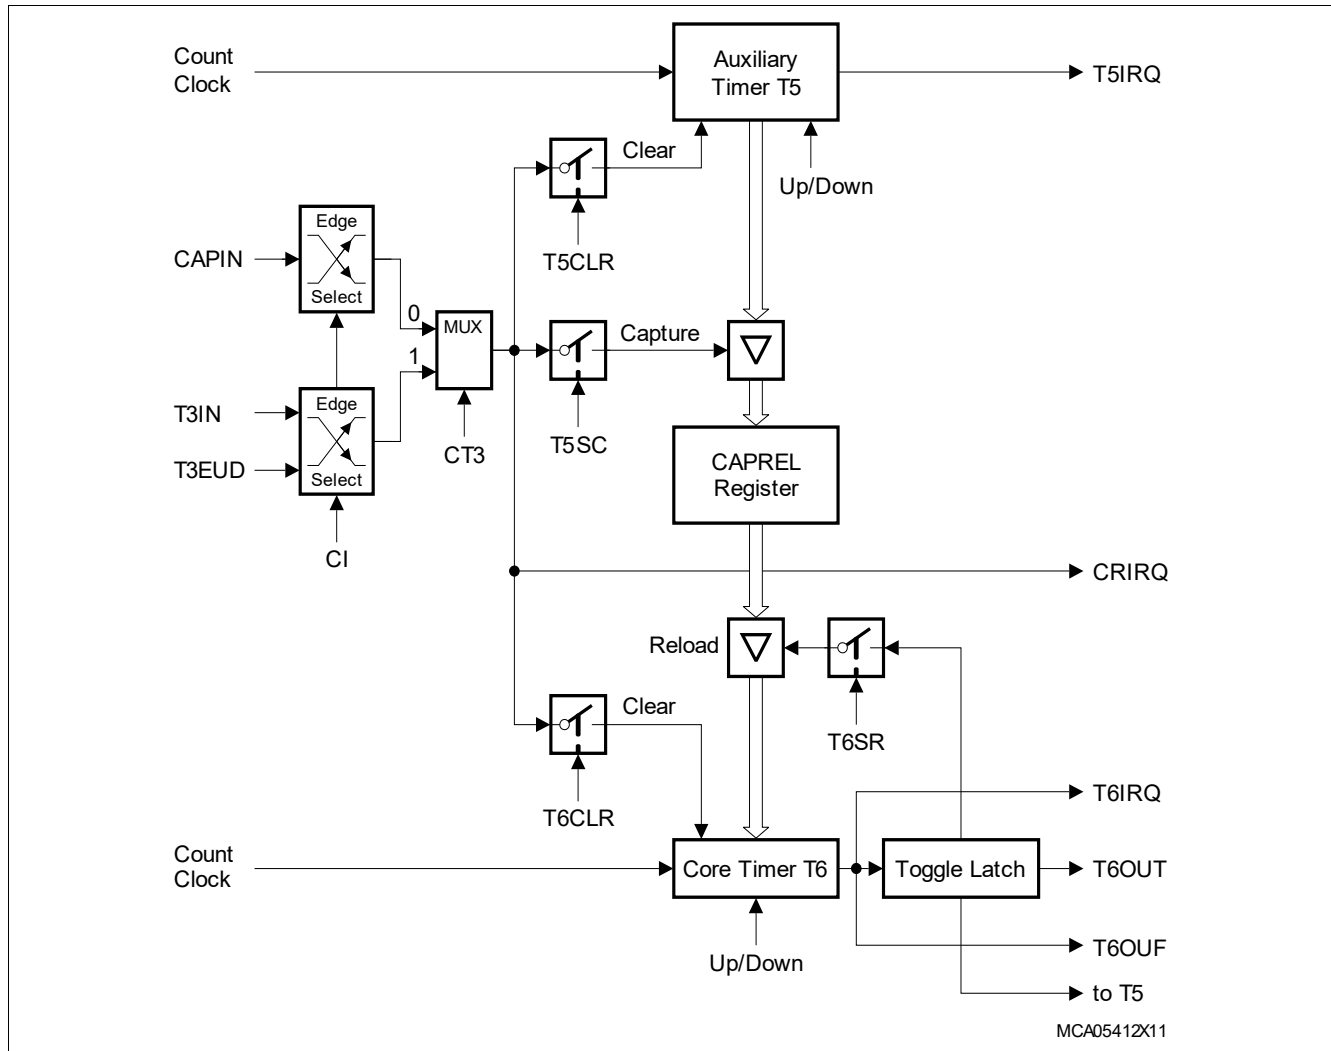 Count
Clock
Auxiliary
Timer T5
T5IRQ
Clear
Up/Down
T5CLR
Edge
Select
CAPIN
0
MUX
1
Capture
T3IN
T3EUD
Edge
Select
CT3
T5SC
CAPREL
Register
CI
CRIRQ
Reload
T6SR
Clear
T6CLR
T6IRQ
Count
Clock
Core Timer T6
Toggle Latch
T6OUT
Up/Down
T6OUF
to T5
MCA05412X11